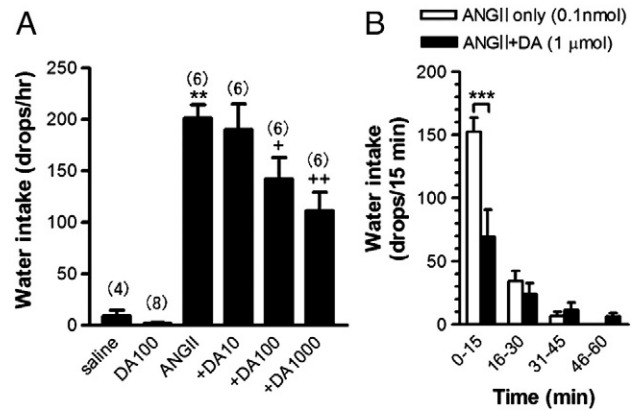 A
Water intake (drops/hr)
250
200
150
100
50
0
(4)
(8)
(6)
**
(6)
(6)
+
(6)
++
saline
DA100
ANGII
+DA10
+DA100
+DA1000
B
ANGII only (0.1nmol)
ANGII+DA (1 μmol)
Water intake
(drops/15 min)
200
150
100
50
0
***
0-15
16-30
31-45
46-60
Time (min)